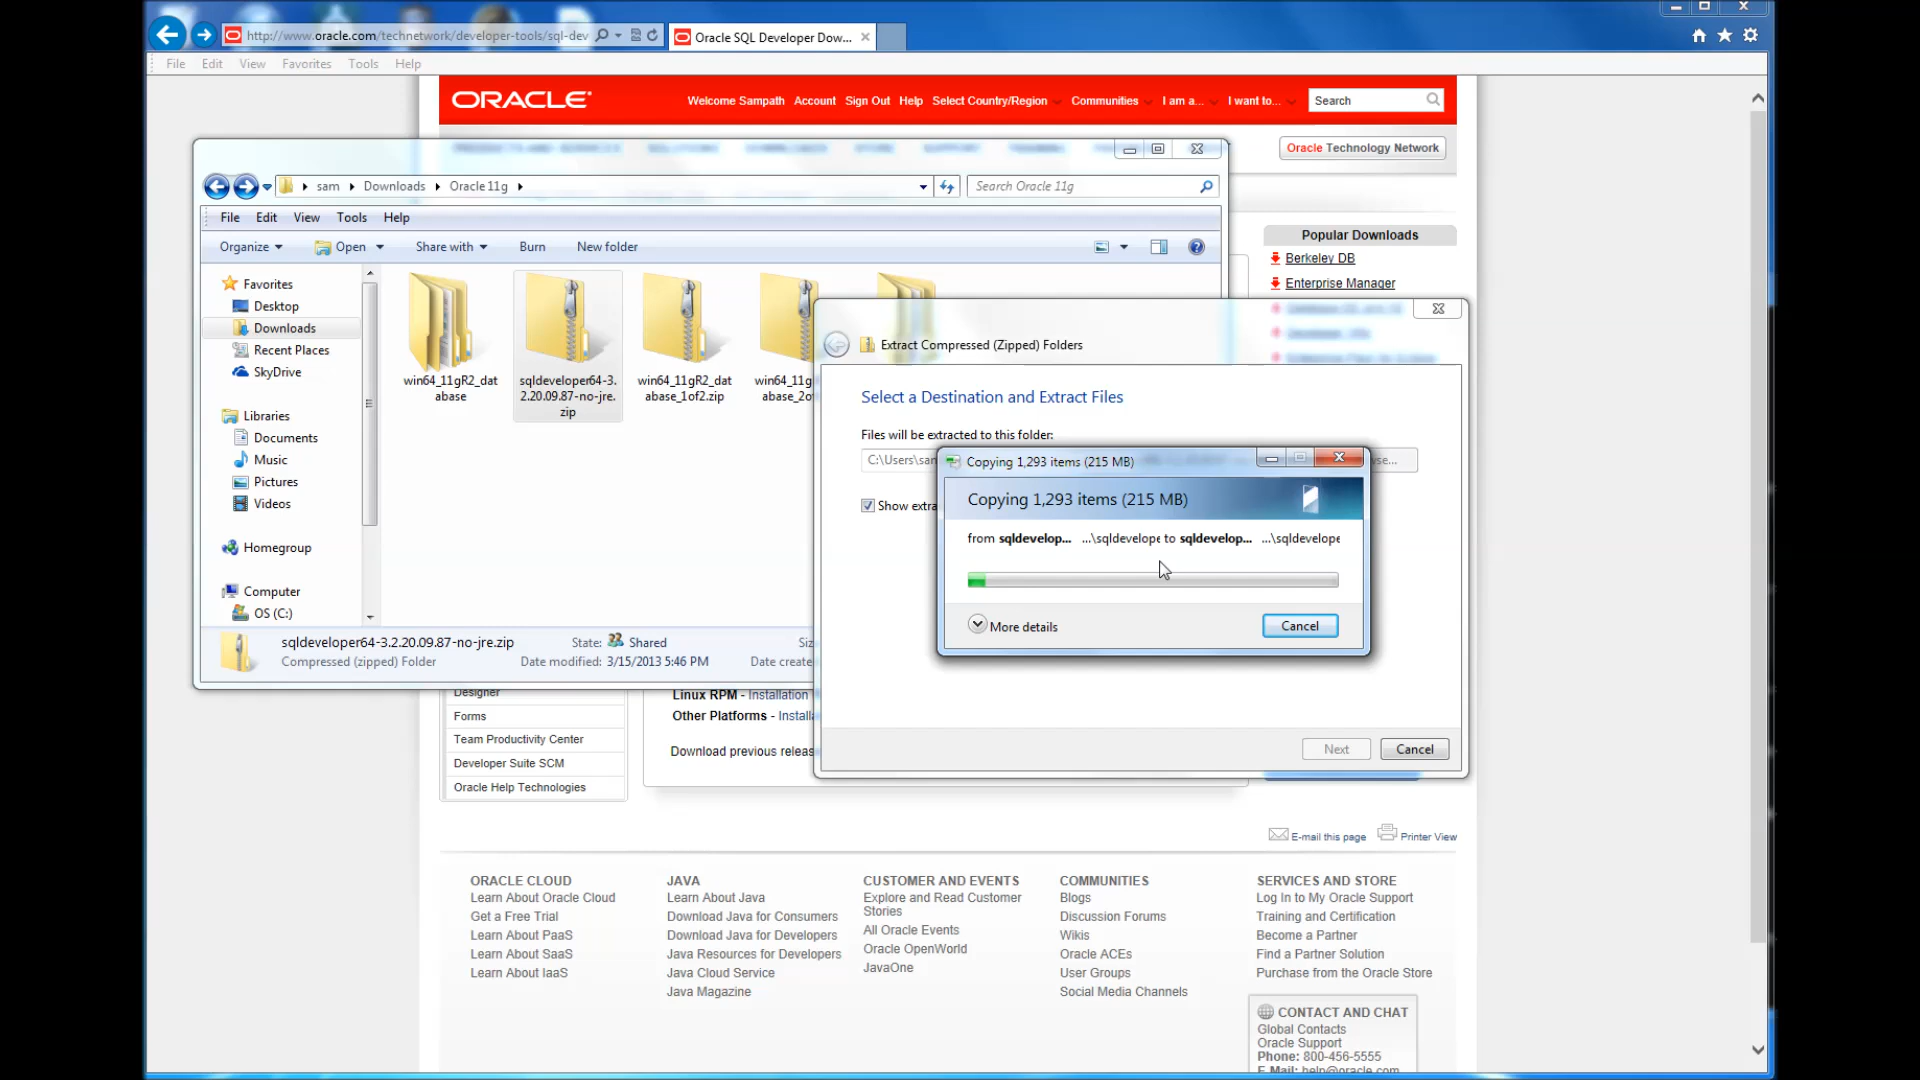 http://www.oracle.com/technetwork/developer-tools/sql-dev
Oracle SQL Developer Dow...
File Edit View Favorites Tools Help
ORACLE
Welcome Sampath Account Sign Out Help Select Country/Region Communities I am a... I want to... Search
Oracle Technology Network
sam Downloads Oracle 11g
Search Oracle 11g
File Edit View Tools Help
Organize Open Share with Burn New folder
Popular Downloads
Berkeley DB
Enterprise Manager
Favorites
Desktop
Downloads
Recent Places
SkyDrive
Libraries
Documents
Music
Pictures
Videos
Homegroup
Computer
OS (C:)
win64_11gR2_dat
abase
sqldeveloper64-3.
2.20.09.87-no-jre.
zip
win64_11gR2_dat
abase_1of2.zip
win64_11g
abase_2o
Extract Compressed (Zipped) Folders
Select a Destination and Extract Files
Files will be extracted to this folder:
C:\Users\san
se...
Show extra
Copying 1,293 items (215 MB)
Copying 1,293 items (215 MB)
from sqldevelop... ...\sqldevelope to sqldevelop... ...\sqldevelope
More details
Cancel
Next Cancel
sqldeveloper64-3.2.20.09.87-no-jre.zip State: Shared Siz
Compressed (zipped) Folder Date modified: 3/15/2013 5:46 PM Date create
Designer
Forms
Team Productivity Center
Developer Suite SCM
Oracle Help Technologies
Linux RPM - Installation
Other Platforms - Install
Download previous releas
E-mail this page Printer View
ORACLE CLOUD
Learn About Oracle Cloud
Get a Free Trial
Learn About PaaS
Learn About SaaS
Learn About IaaS
JAVA
Learn About Java
Download Java for Consumers
Download Java for Developers
Java Resources for Developers
Java Cloud Service
Java Magazine
CUSTOMER AND EVENTS
Explore and Read Customer
Stories
All Oracle Events
Oracle OpenWorld
JavaOne
COMMUNITIES
Blogs
Discussion Forums
Wikis
Oracle ACEs
User Groups
Social Media Channels
SERVICES AND STORE
Log In to My Oracle Support
Training and Certification
Become a Partner
Find a Partner Solution
Purchase from the Oracle Store
CONTACT AND CHAT
Global Contacts
Oracle Support
Phone: 800-456-5555
E-Mail: help@oracle.com